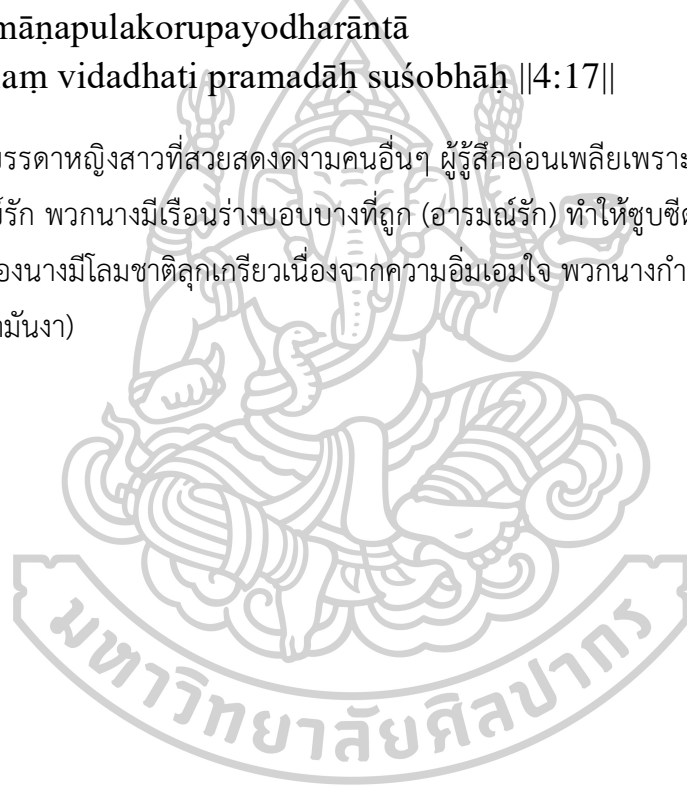 māṇapulakorupayodharāntā
aṃ vidadhati pramadāḥ suśobhāḥ ||4:17||
บรรดาหญิงสาวที่สวยสดงดงามคนอื่นๆ ผู้รู้สึกอ่อนเพลียเพราะ
รัก พวกนางมีเรือนร่างบอบบางที่ถูก (อารมณ์รัก) ทำให้ซูบซีด
องนางมีโลมชาติลุกเกรียวเนื่องจากความอิ่มเอมใจ พวกนางกำ
ามันงา)
มหาวิทยาลัยศิลปากร